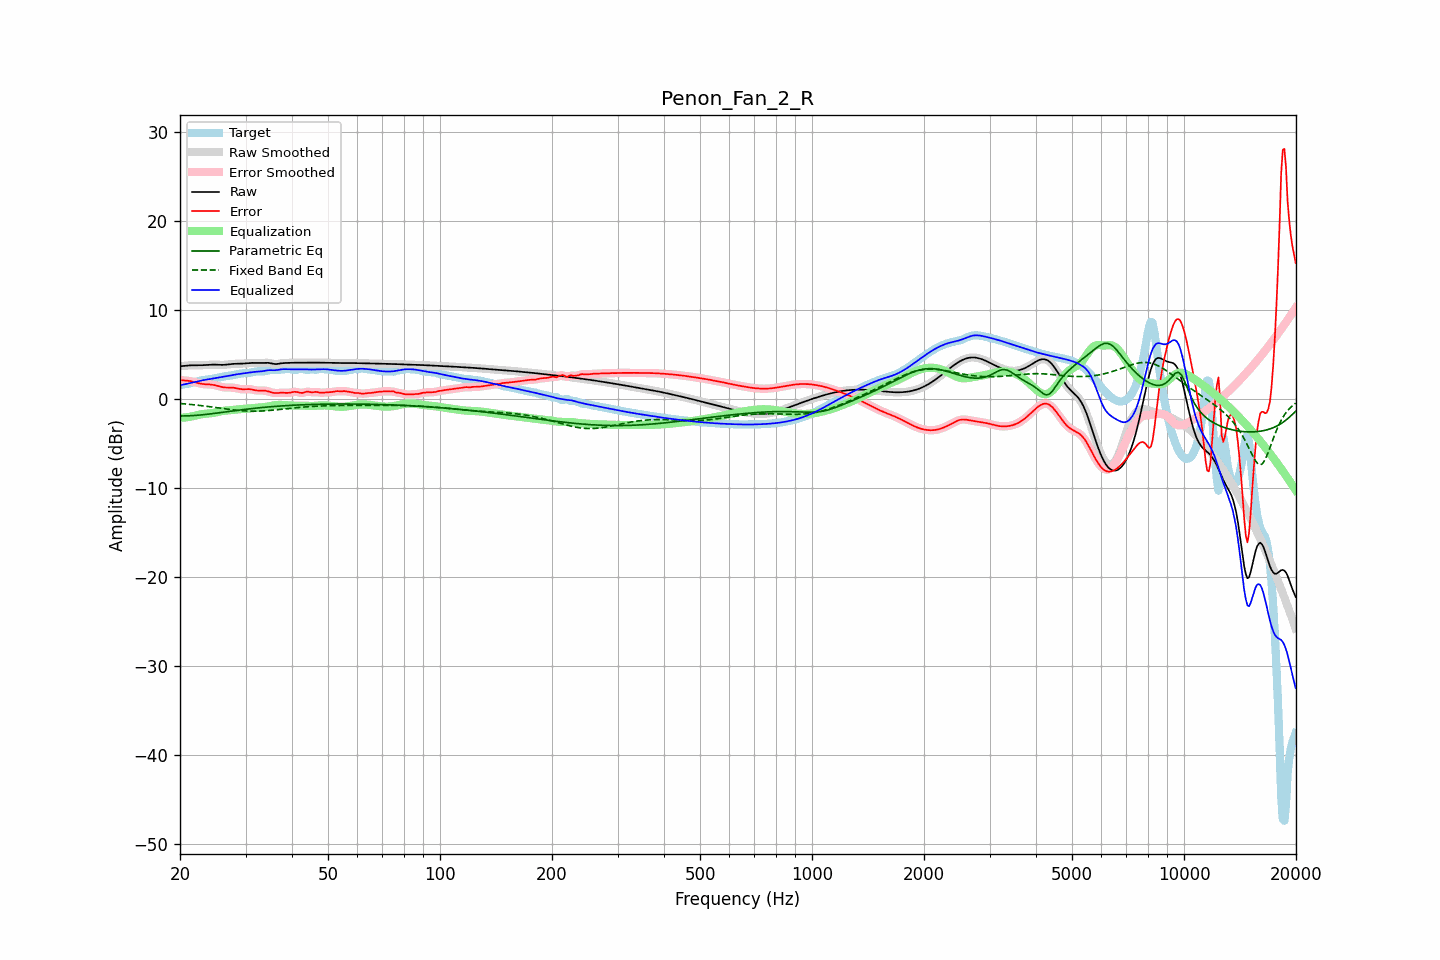 Penon_Fan_2_R
Target
Raw Smoothed
Error Smoothed
Raw
Error
Equalization
Parametric Eq
Fixed Band Eq
Equalized
Amplitude (dBr)
30
20
10
0
−10
−20
−30
−40
−50
20 50 100 200 500 1000 2000 5000 10000 20000
Frequency (Hz)